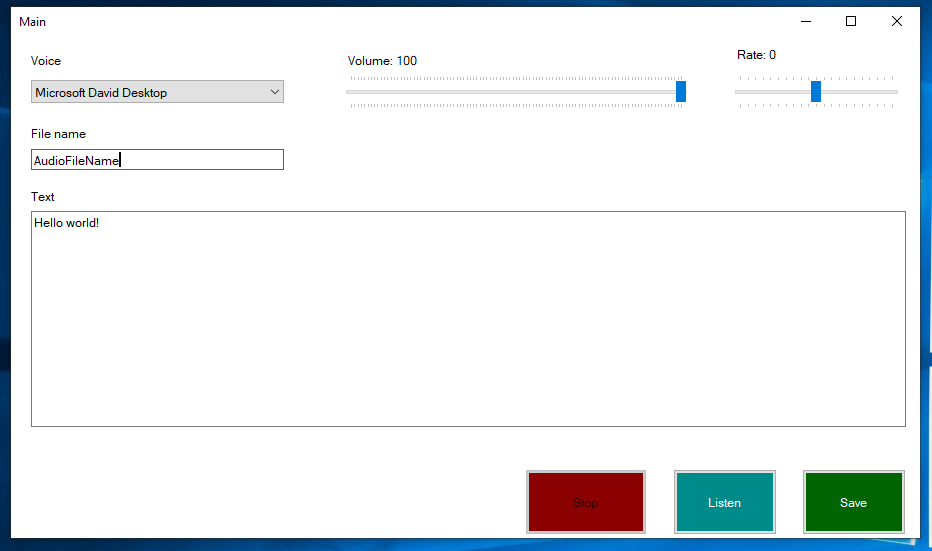 Main
Voice
Volume: 100
Rate: 0
Microsoft David Desktop
File name
AudioFileName
Text
Hello world!
Stop
Listen
Save